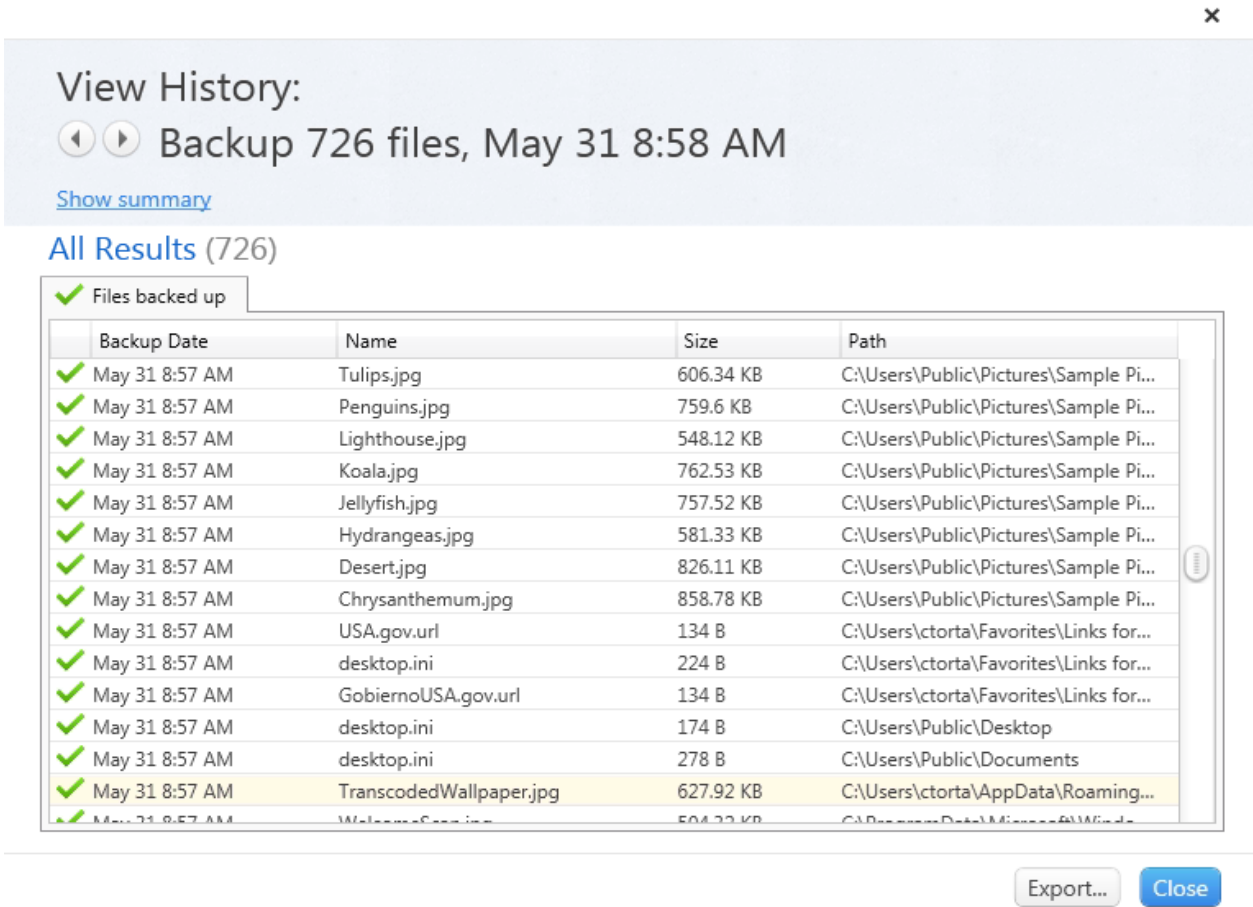 View History:
Backup 726 files, May 31 8:58 AM
Show summary
All Results (726)
Files backed up
Backup Date Name Size Path
May 31 8:57 AM Tulips.jpg 606.34 KB C:\Users\Public\Pictures\Sample Pi...
May 31 8:57 AM Penguins.jpg 759.6 KB C:\Users\Public\Pictures\Sample Pi...
May 31 8:57 AM Lighthouse.jpg 548.12 KB C:\Users\Public\Pictures\Sample Pi...
May 31 8:57 AM Koala.jpg 762.53 KB C:\Users\Public\Pictures\Sample Pi...
May 31 8:57 AM Jellyfish.jpg 757.52 KB C:\Users\Public\Pictures\Sample Pi...
May 31 8:57 AM Hydrangeas.jpg 581.33 KB C:\Users\Public\Pictures\Sample Pi...
May 31 8:57 AM Desert.jpg 826.11 KB C:\Users\Public\Pictures\Sample Pi...
May 31 8:57 AM Chrysanthemum.jpg 858.78 KB C:\Users\Public\Pictures\Sample Pi...
May 31 8:57 AM USA.gov.url 134 B C:\Users\ctorta\Favorites\Links for...
May 31 8:57 AM desktop.ini 224 B C:\Users\ctorta\Favorites\Links for...
May 31 8:57 AM GobiernoUSA.gov.url 134 B C:\Users\ctorta\Favorites\Links for...
May 31 8:57 AM desktop.ini 174 B C:\Users\Public\Desktop
May 31 8:57 AM desktop.ini 278 B C:\Users\Public\Documents
May 31 8:57 AM TranscodedWallpaper.jpg 627.92 KB C:\Users\ctorta\AppData\Roaming...
May 31 8:57 AM
Export... Close